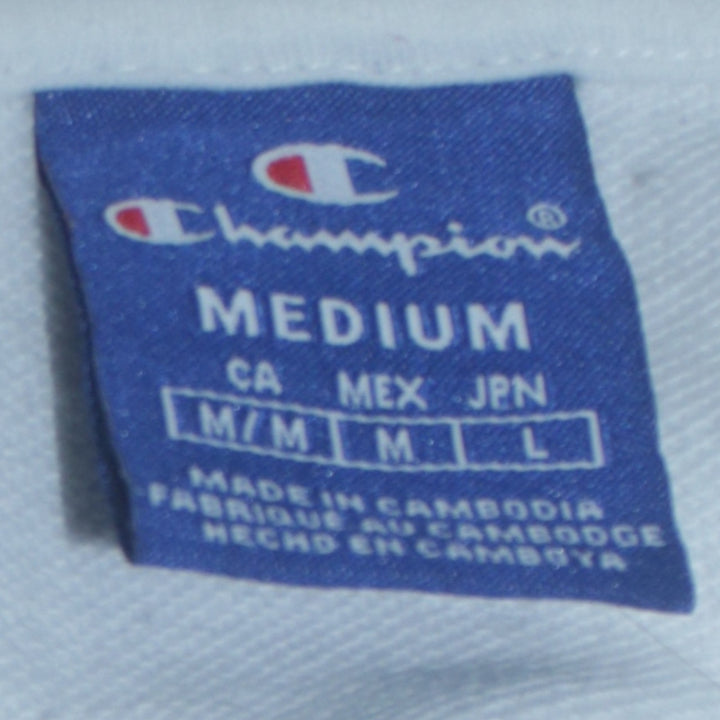 Champion®
MEDIUM
CA MEX JPN
M/M M L
MADE IN CAMBODIA
FABRIQUÉ AU CAMBODGE
HECHO EN CAMBOYA